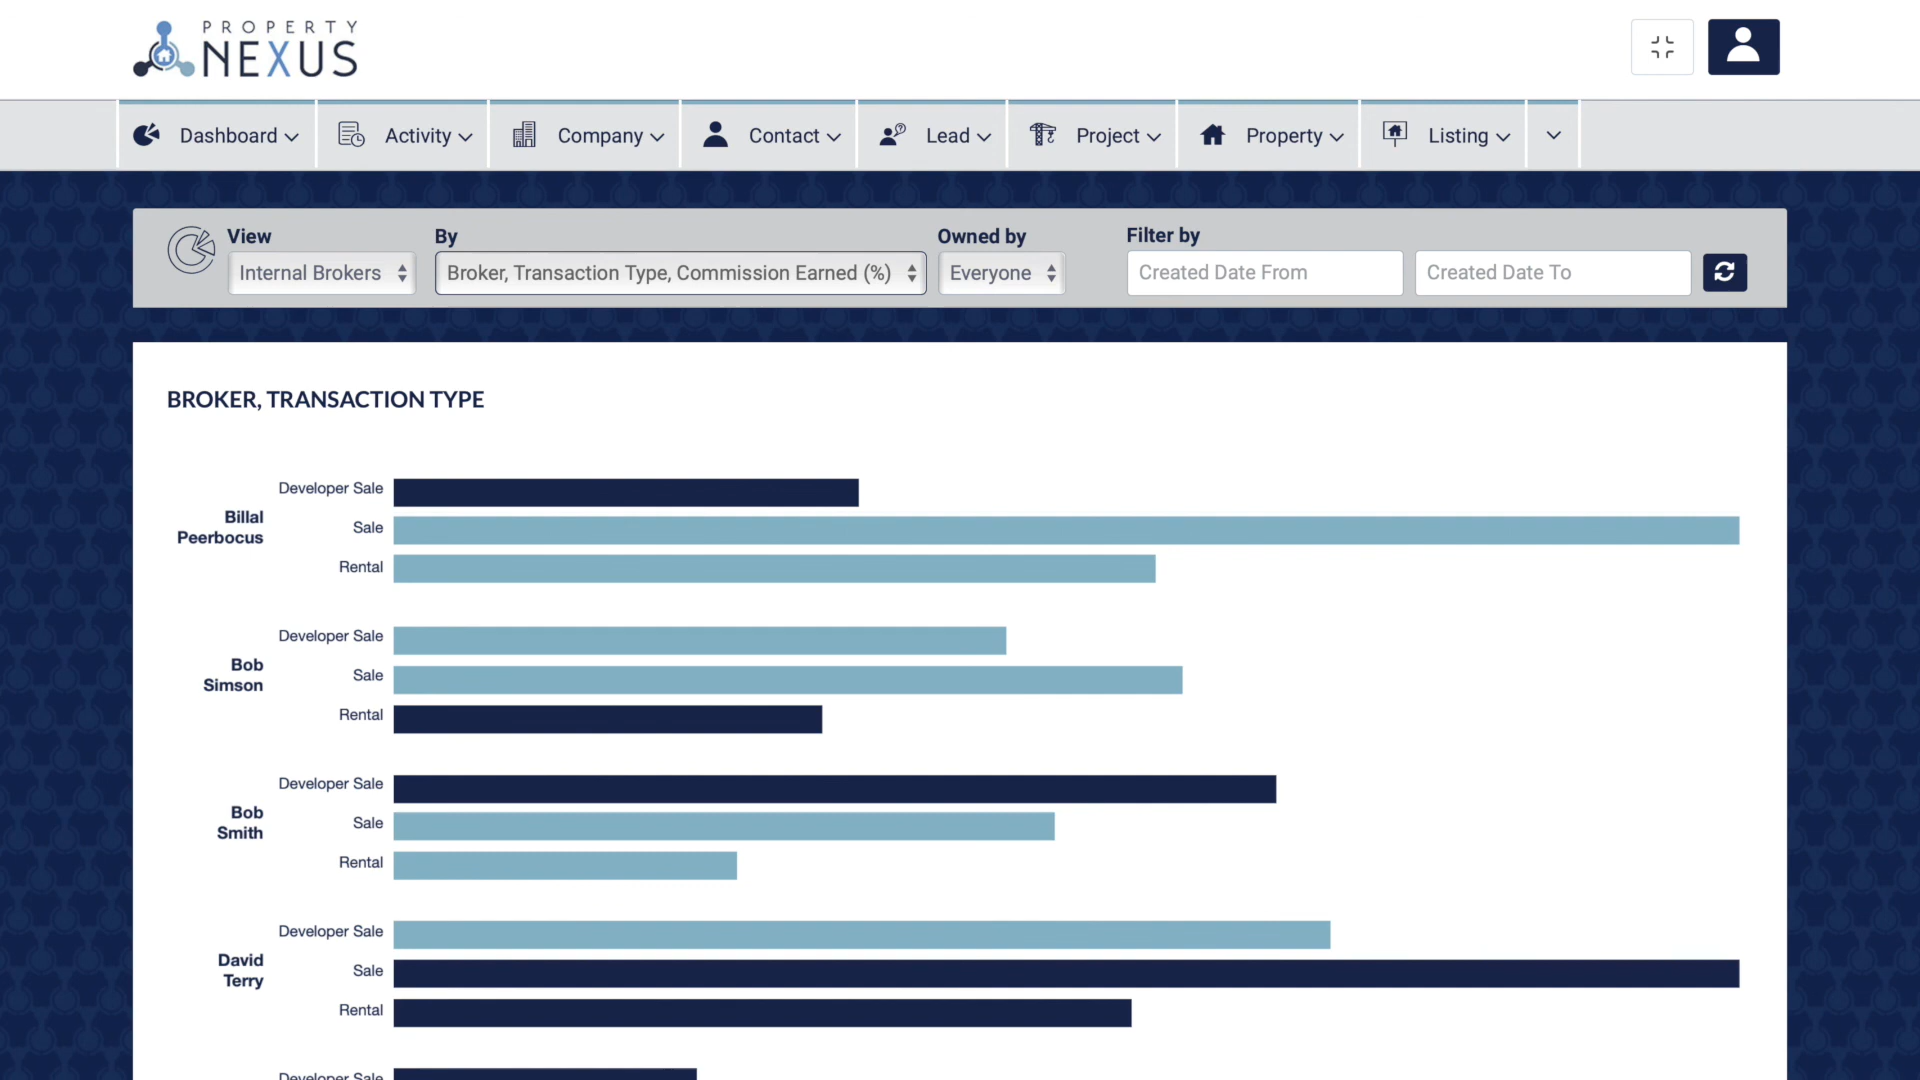 PROPERTY
NEXUS
Dashboard
Activity
Company
Contact
Lead
Project
Property
Listing
View
By
Owned by
Filter by
Internal Brokers
Broker, Transaction Type, Commission Earned (%)
Everyone
Created Date From
Created Date To
BROKER, TRANSACTION TYPE
Billal
Peerbocus
Developer Sale
Sale
Rental
Bob
Simson
Developer Sale
Sale
Rental
Bob
Smith
Developer Sale
Sale
Rental
David
Terry
Developer Sale
Sale
Rental
Developer Sale